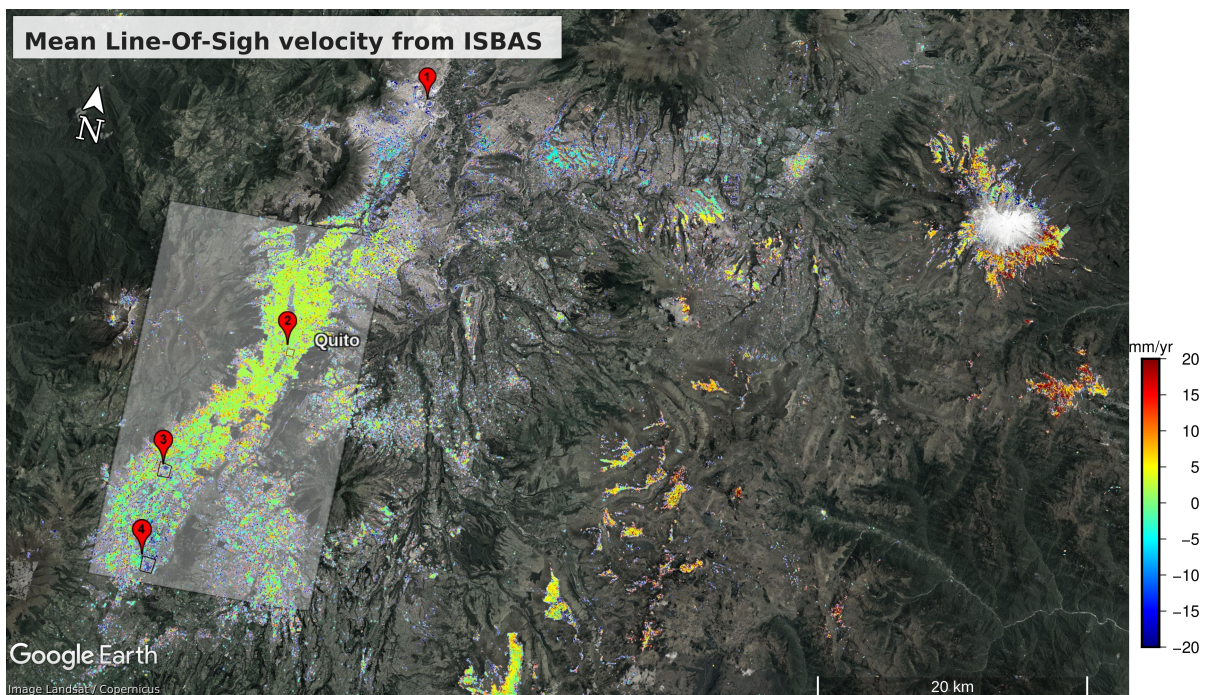 Mean Line-Of-Sigh velocity from ISBAS
1
N
2
Quito
mm/yr
20
15
10
5
0
−5
−10
−15
−20
3
4
Google Earth
Image Landsat / Copernicus
20 km